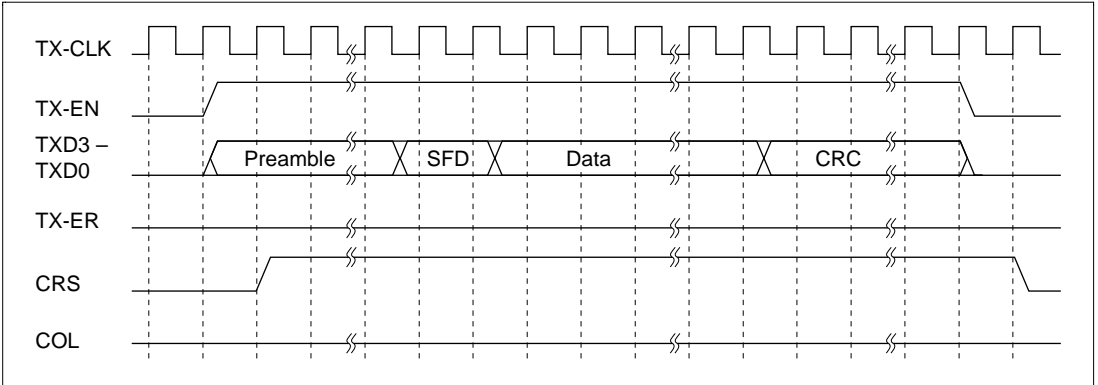 TX-CLK
TX-EN
TXD3 –
TXD0
Preamble SFD Data CRC
TX-ER
CRS
COL